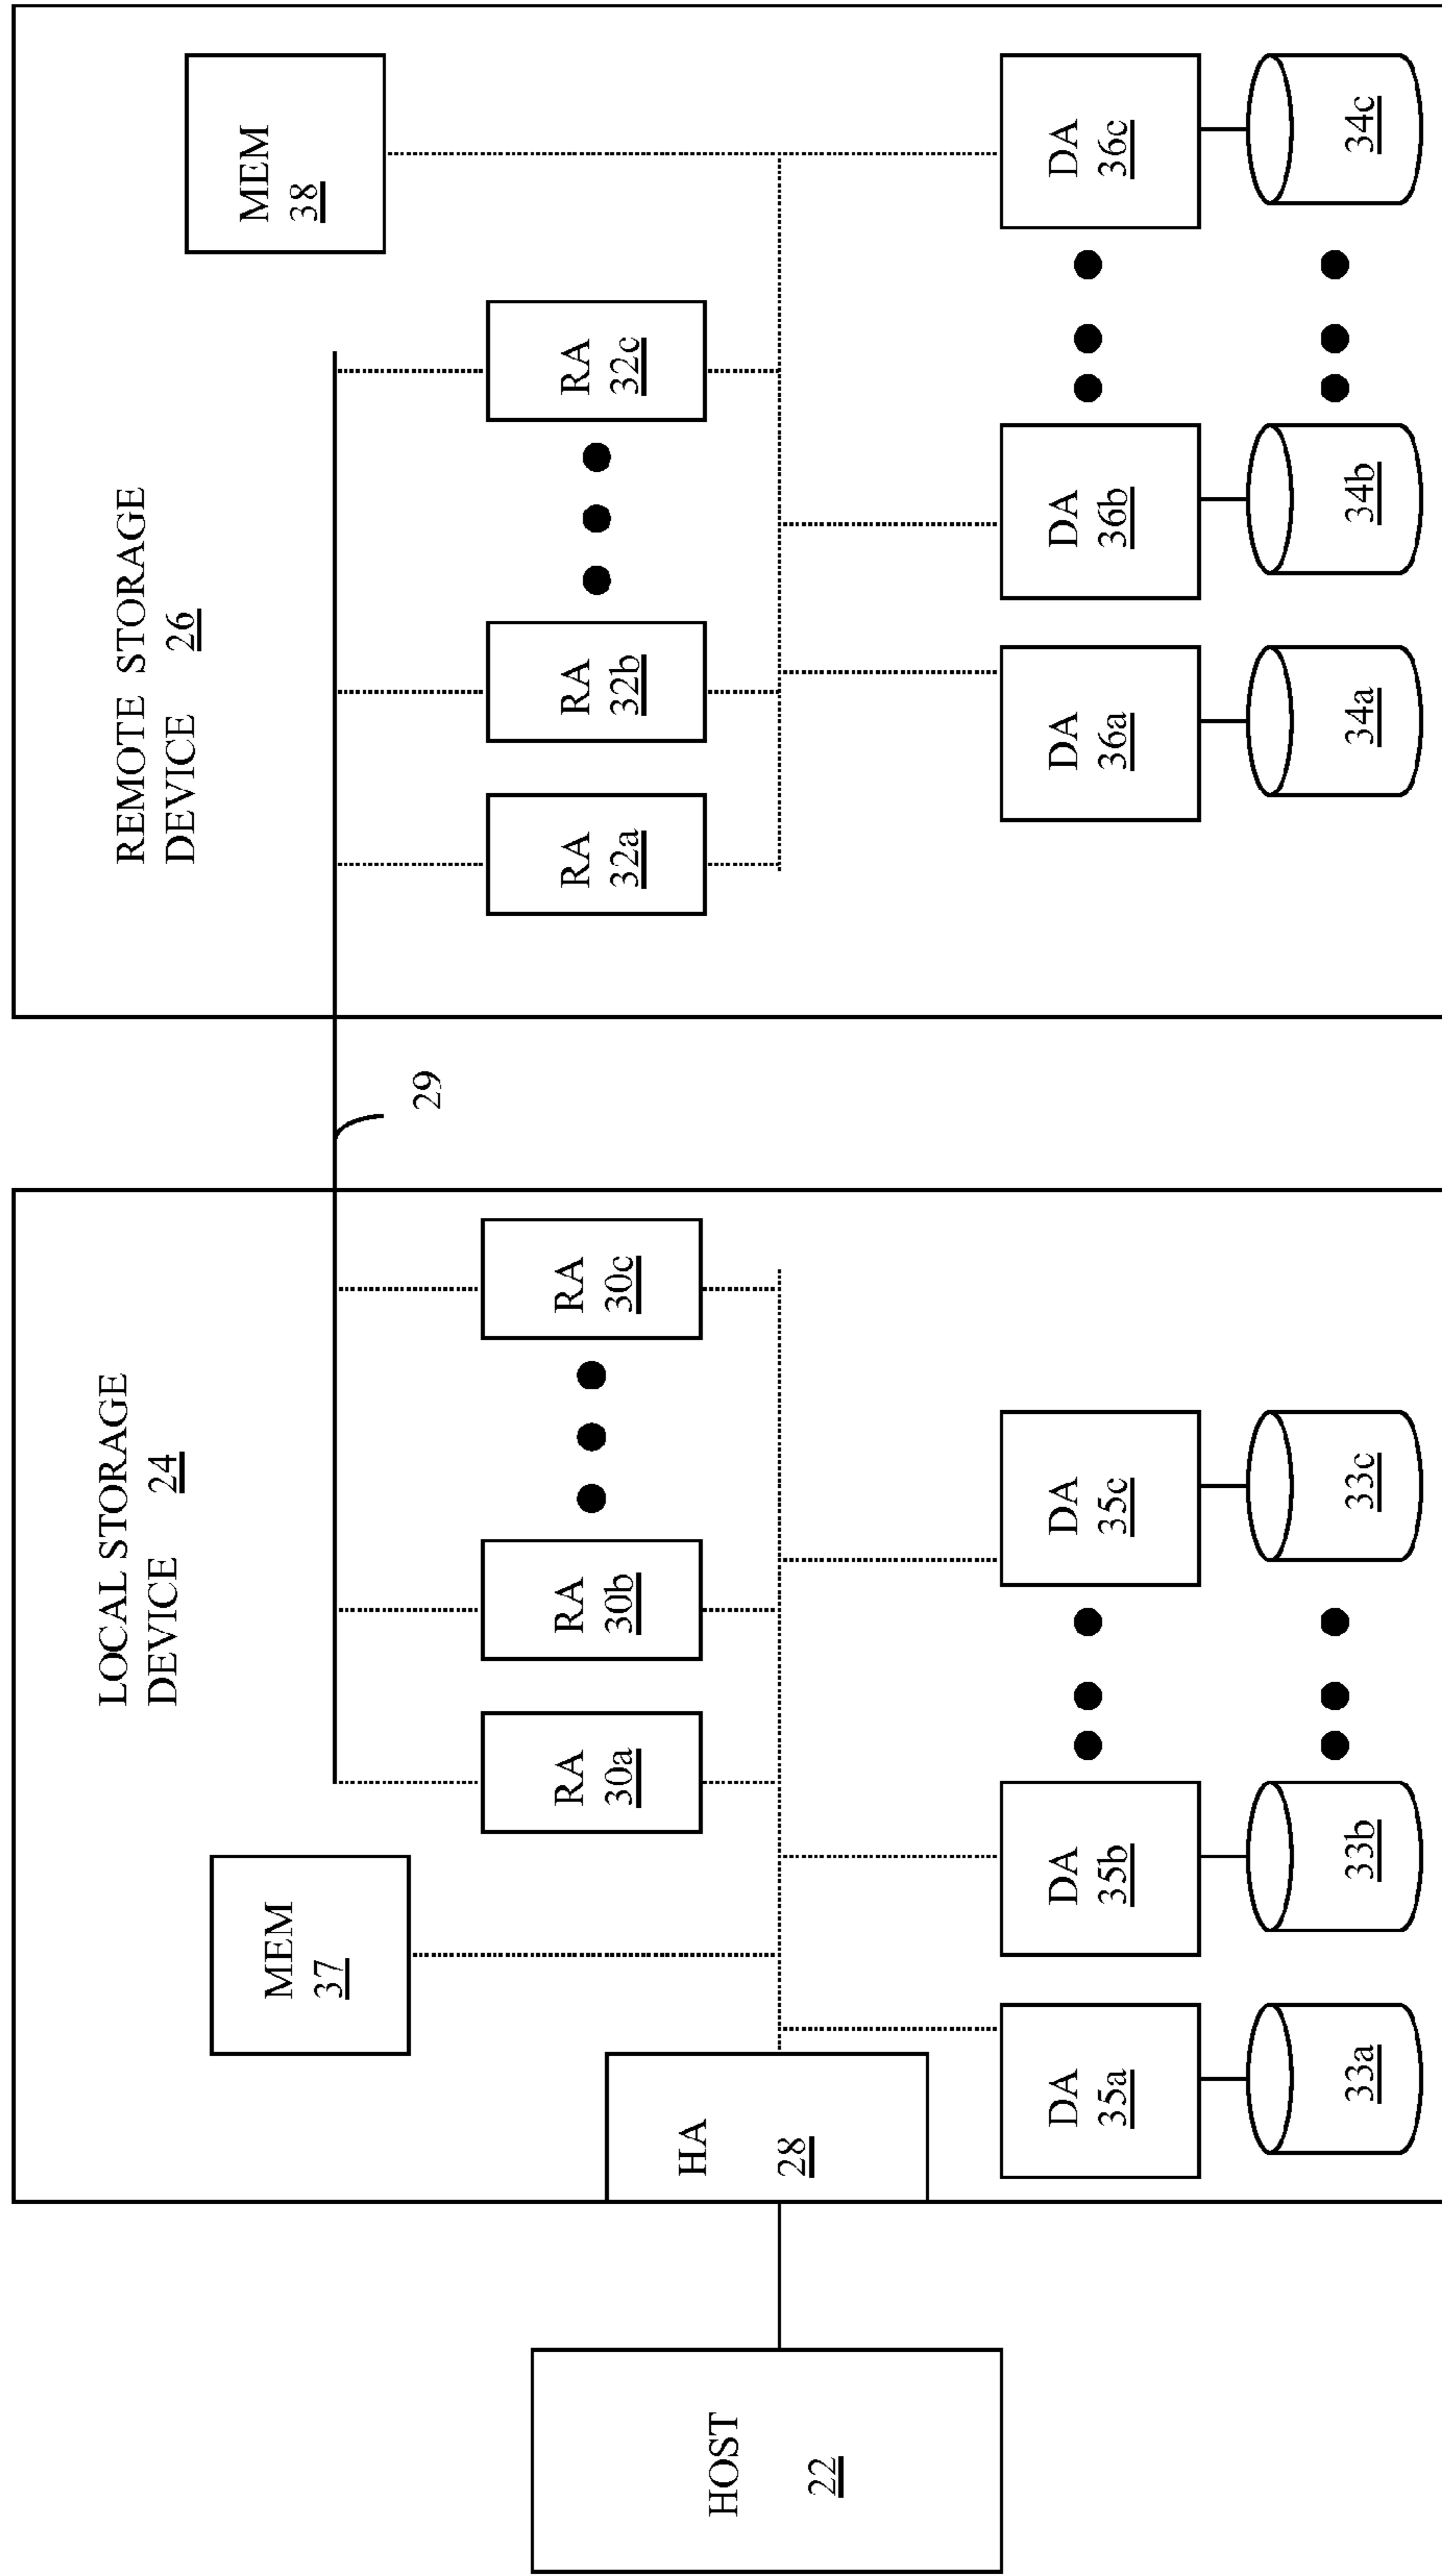 LOCAL STORAGE
DEVICE 24
REMOTE STORAGE
DEVICE 26
MEM
37
MEM
38
29
RA
30a
RA
30b
RA
30c
RA
32a
RA
32b
RA
32c
HOST
22
HA
28
DA
35a
DA
35b
DA
35c
DA
36a
DA
36b
DA
36c
33a
33b
33c
34a
34b
34c